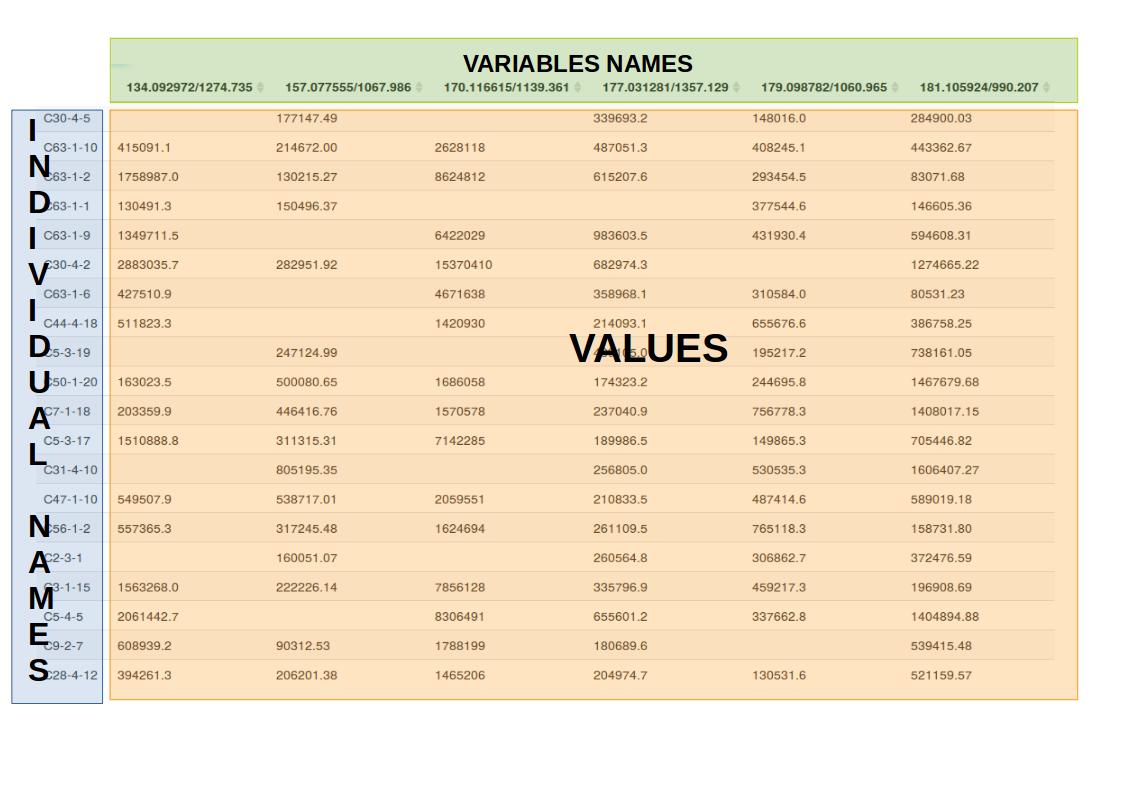 VARIABLES NAMES
134.092972/1274.735 157.077555/1067.986 170.116615/1139.361 177.031281/1357.129 179.098782/1060.965 181.105924/990.207
INDIVIDUAL NAMES
VALUES
C30-4-5 177147.49 339693.2 148016.0 284900.03
C63-1-10 415091.1 214672.00 2628118 487051.3 408245.1 443362.67
C63-1-2 1758987.0 130215.27 8624812 615207.6 293454.5 83071.68
C63-1-1 130491.3 150496.37 377544.6 146605.36
C63-1-9 1349711.5 6422029 983603.5 431930.4 594608.31
C30-4-2 2883035.7 282951.92 15370410 682974.3 1274665.22
C63-1-6 427510.9 4671638 358968.1 310584.0 80531.23
C44-4-18 511823.3 1420930 214093.1 655676.6 386758.25
C5-3-19 247124.99 195217.2 738161.05
C50-1-20 163023.5 500080.65 1686058 174323.2 244695.8 1467679.68
C7-1-18 203359.9 446416.76 1570578 237040.9 756778.3 1408017.15
C5-3-17 1510888.8 311315.31 7142285 189986.5 149865.3 705446.82
C31-4-10 805195.35 256805.0 530535.3 1606407.27
C47-1-10 549507.9 538717.01 2059551 210833.5 487414.6 589019.18
C56-1-2 557365.3 317245.48 1624694 261109.5 765118.3 158731.80
C2-3-1 160051.07 260564.8 306862.7 372476.59
C3-1-15 1563268.0 222226.14 7856128 335796.9 459217.3 196908.69
C5-4-5 2061442.7 8306491 655601.2 337662.8 1404894.88
C9-2-7 608939.2 90312.53 1788199 180689.6 539415.48
C28-4-12 394261.3 206201.38 1465206 204974.7 130531.6 521159.57